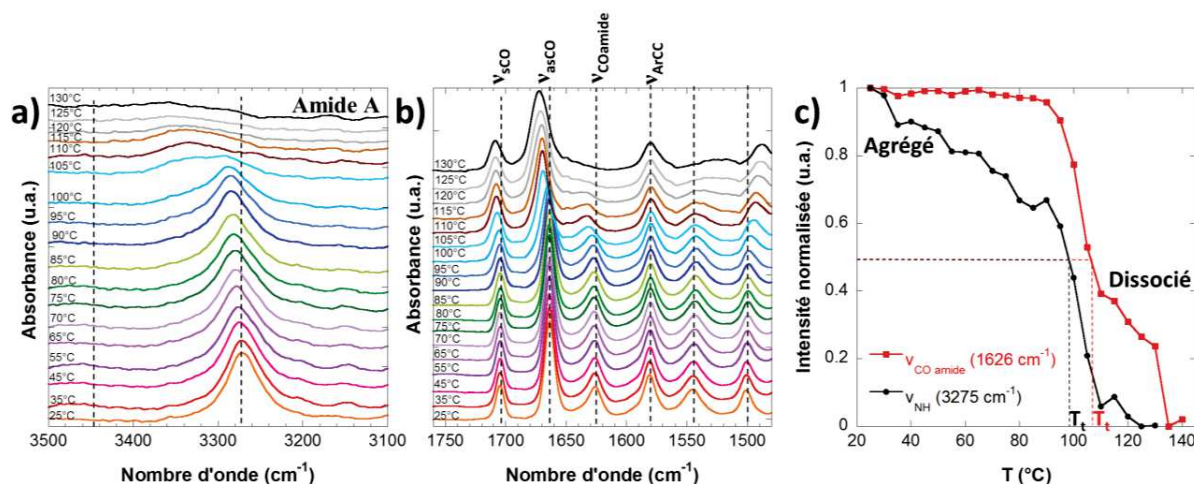 a)
Amide A
130°C
125°C
120°C
115°C
110°C
105°C
100°C
95°C
90°C
85°C
80°C
75°C
70°C
65°C
55°C
45°C
35°C
25°C
Absorbance (u.a.)
3500 3400 3300 3200 3100
Nombre d'onde (cm-1)
b)
νsCO
νasCO
νCOamide
νArCC
130°C
125°C
120°C
115°C
110°C
105°C
100°C
95°C
90°C
85°C
80°C
75°C
70°C
65°C
55°C
45°C
35°C
25°C
Absorbance (u.a.)
1750 1700 1650 1600 1550 1500
Nombre d'onde (cm-1)
c)
Agrégé
Dissocié
ν CO amide (1626 cm-1)
νNH (3275 cm-1)
Tt Tt
Intensité normalisée (u.a.)
1
0.8
0.6
0.4
0.2
0
20 40 60 80 100 120 140
T (°C)